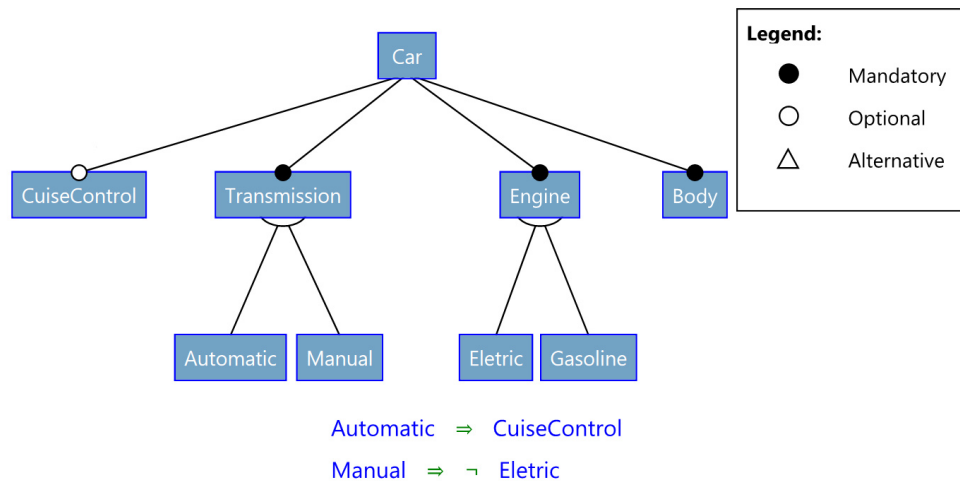 Car
Legend:
Mandatory
Optional
Alternative
CuiseControl
Transmission
Engine
Body
Automatic
Manual
Eletric
Gasoline
Automatic ⇒ CuiseControl
Manual ⇒ ¬ Eletric